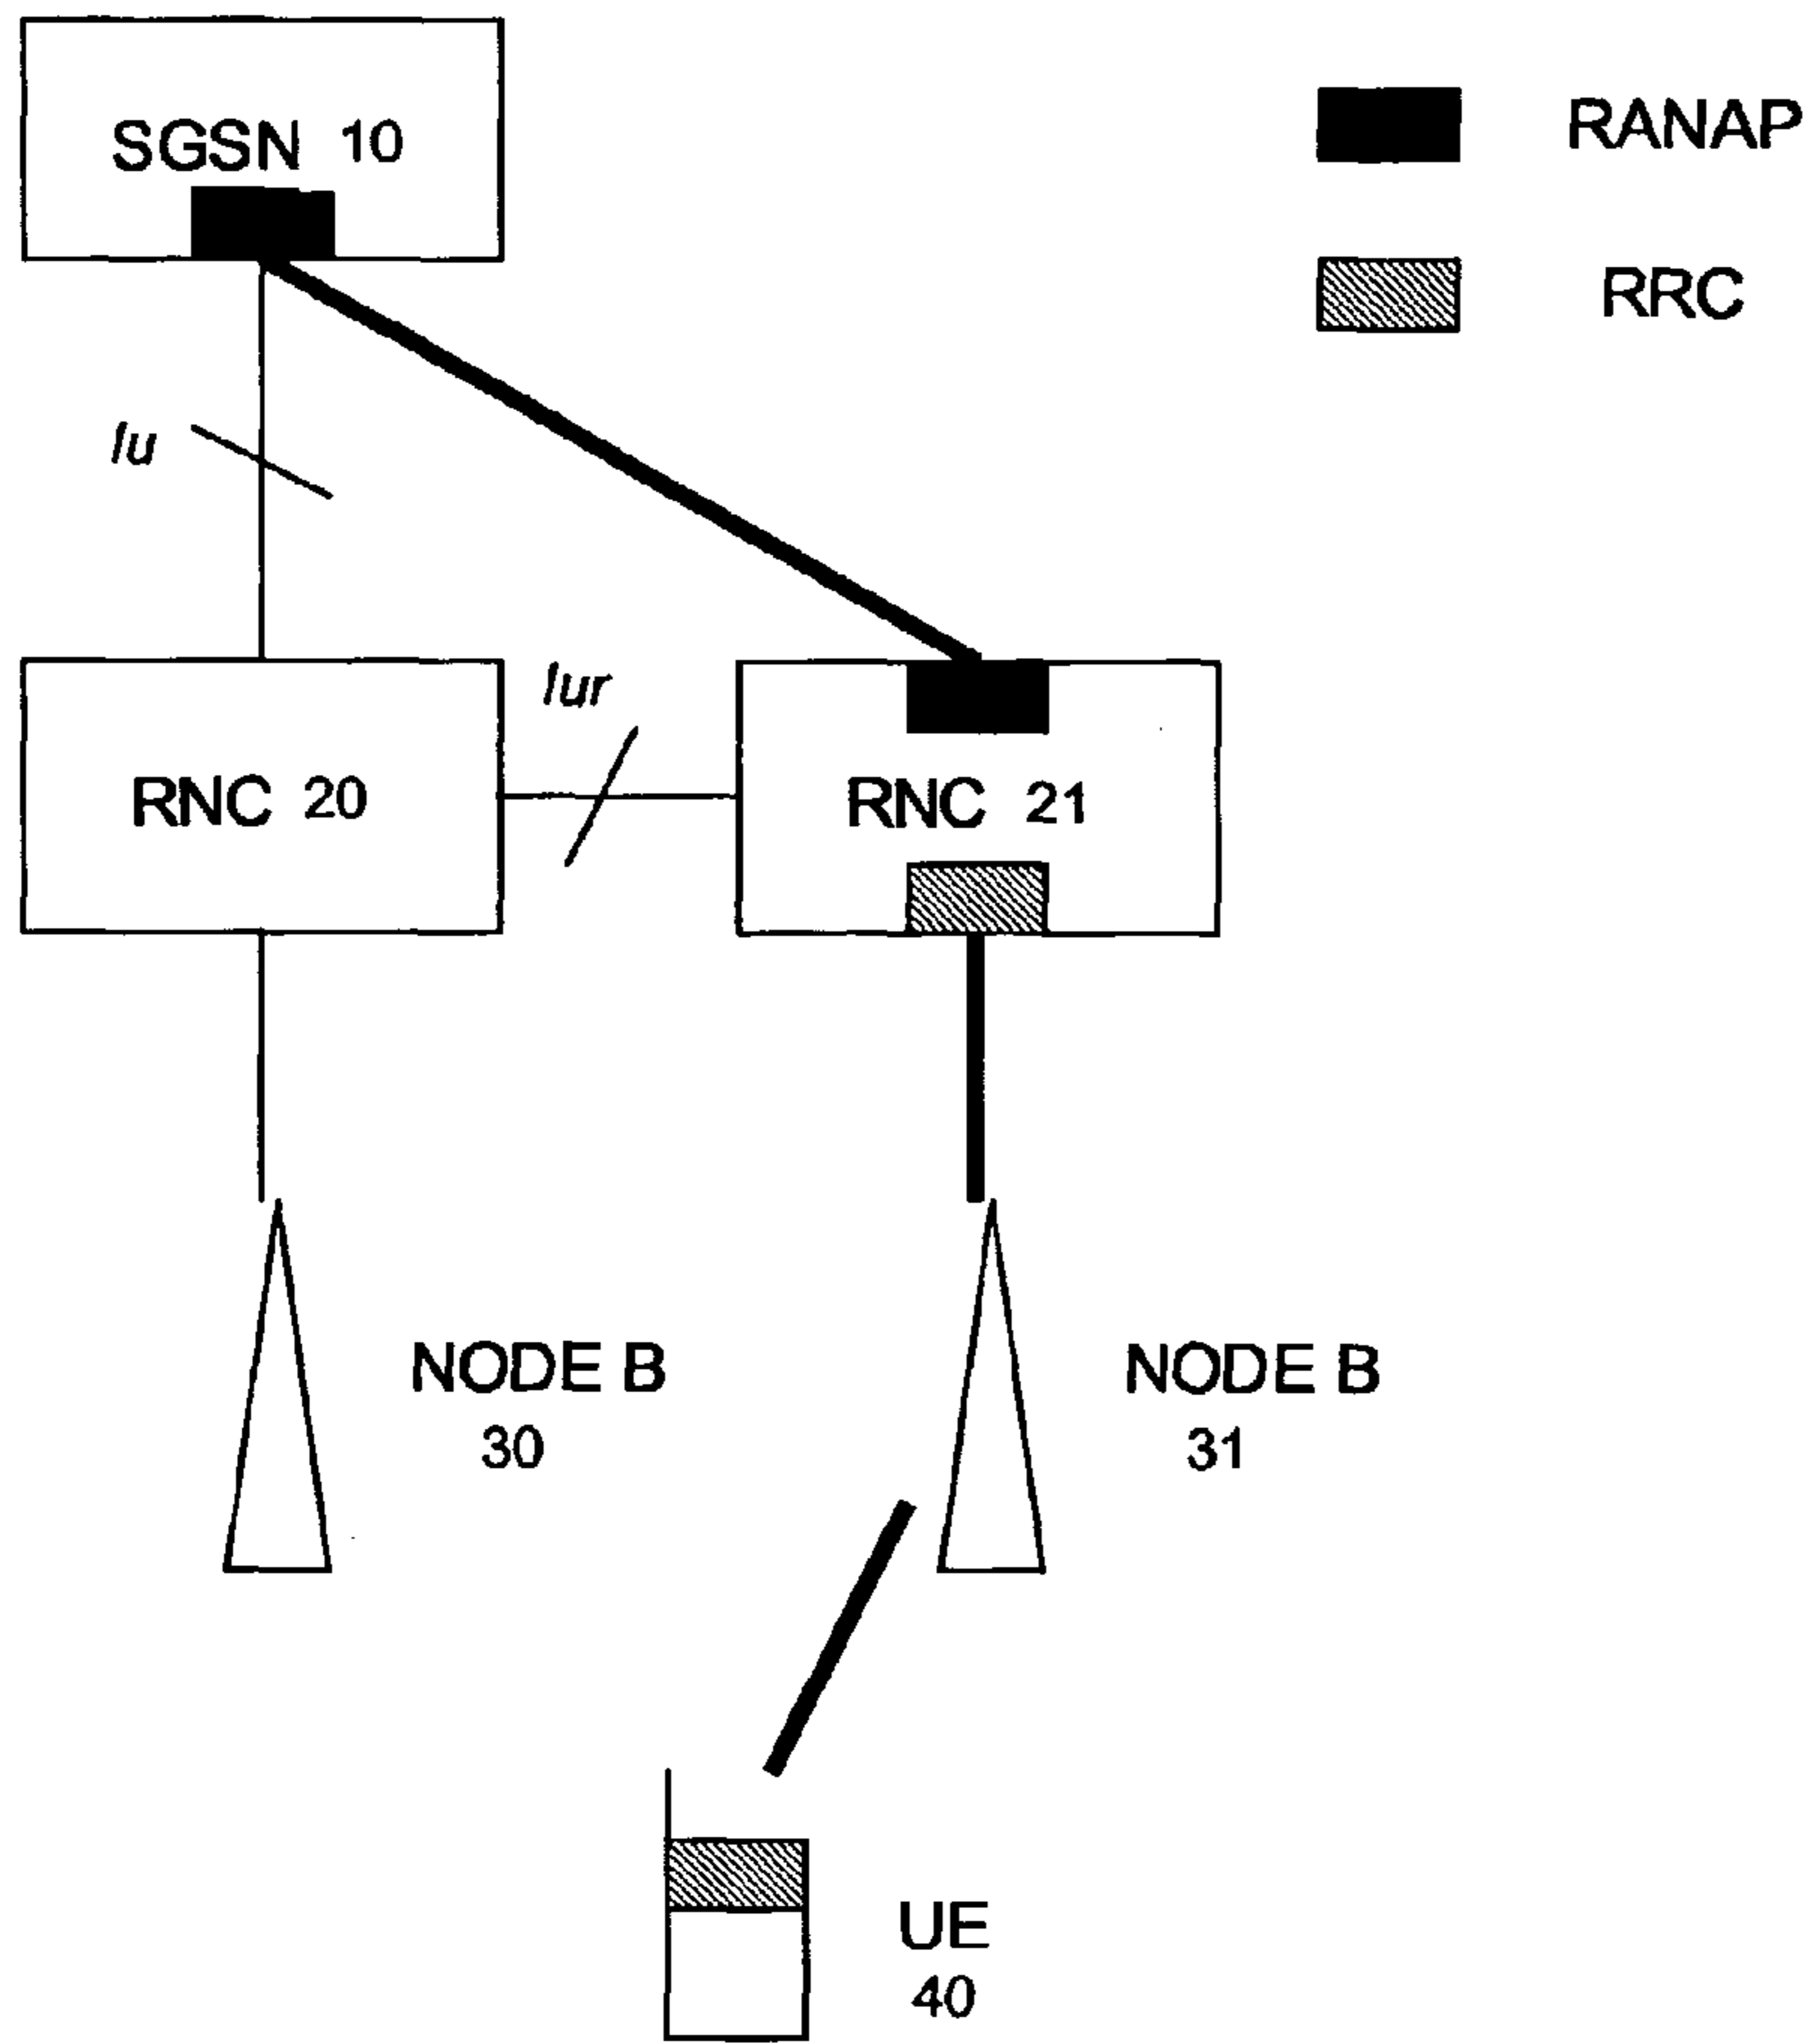 SGSN 10
RANAP
RRC
Iu
Iur
RNC 20
RNC 21
NODE B
30
NODE B
31
UE
40